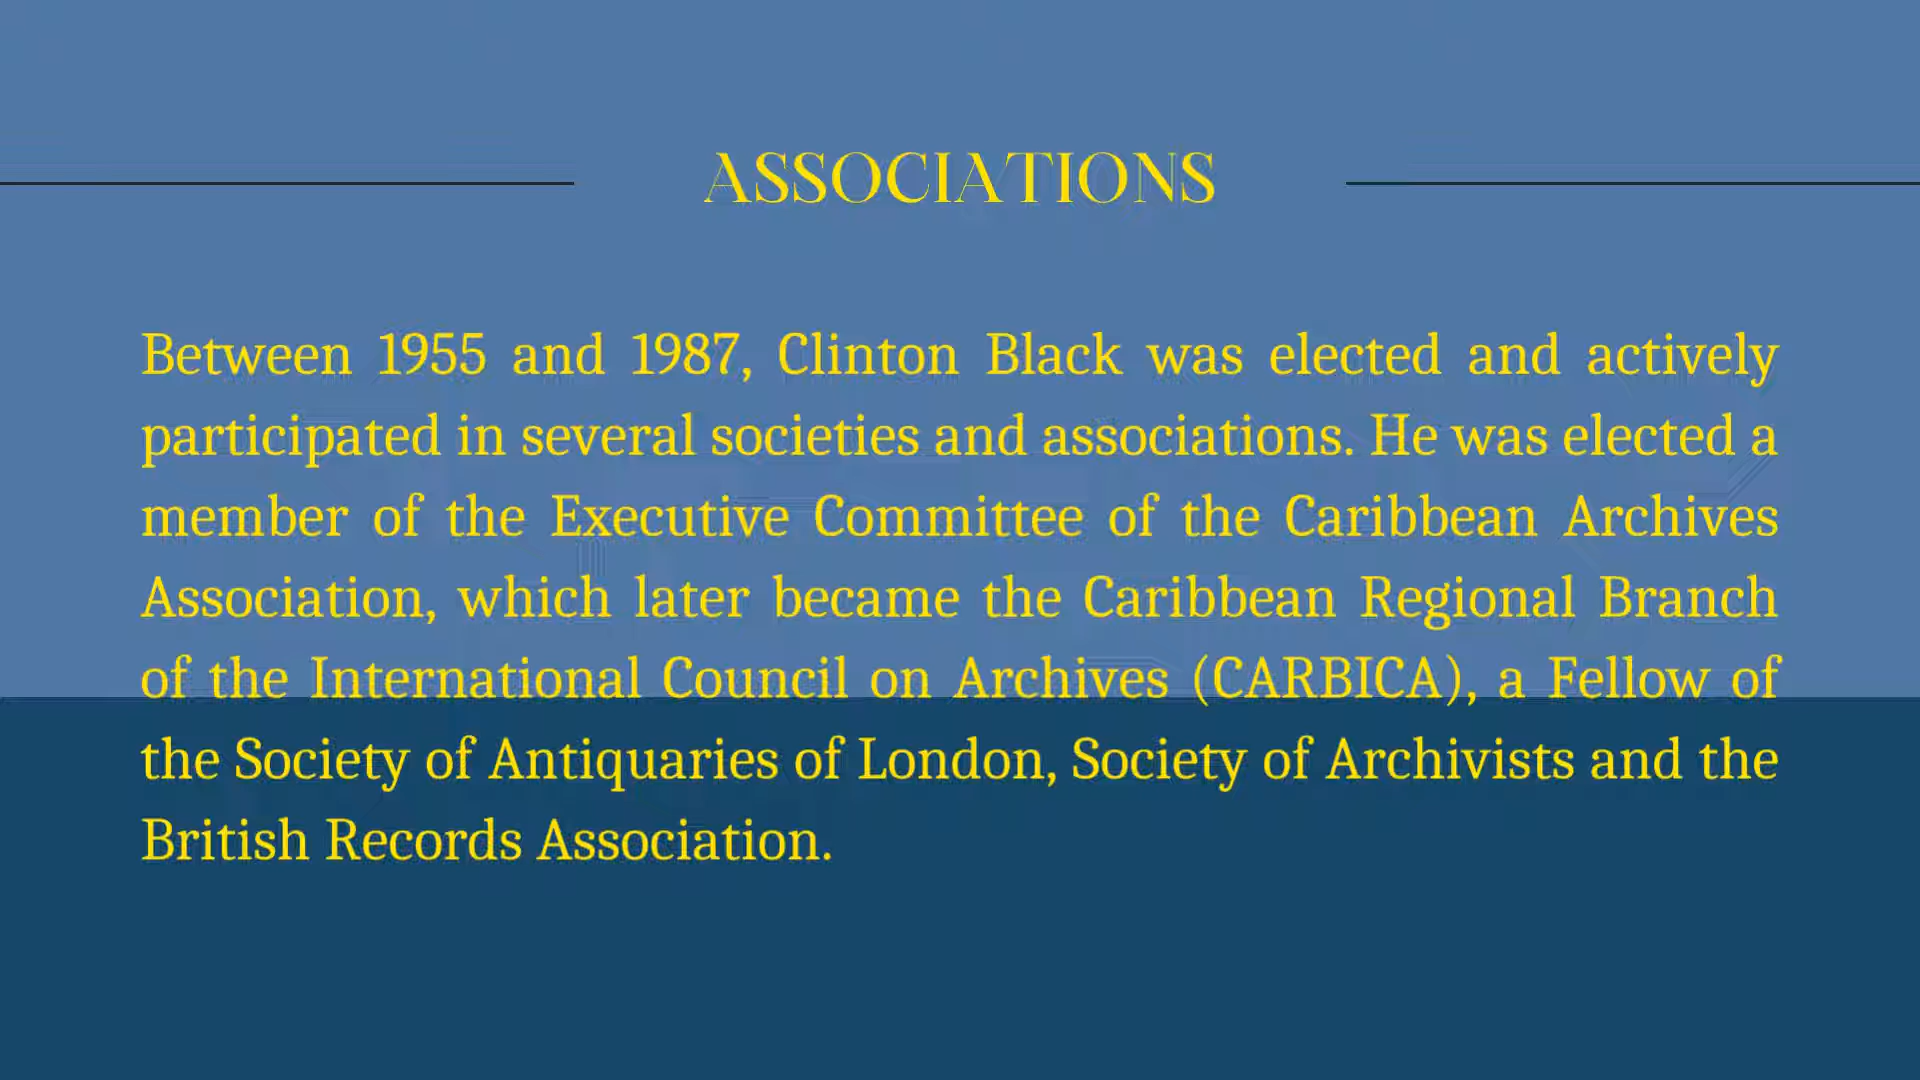 ASSOCIATIONS
Between 1955 and 1987, Clinton Black was elected and actively
participated in several societies and associations. He was elected a
member of the Executive Committee of the Caribbean Archives
Association, which later became the Caribbean Regional Branch
of the International Council on Archives (CARBICA), a Fellow of
the Society of Antiquaries of London, Society of Archivists and the
British Records Association.